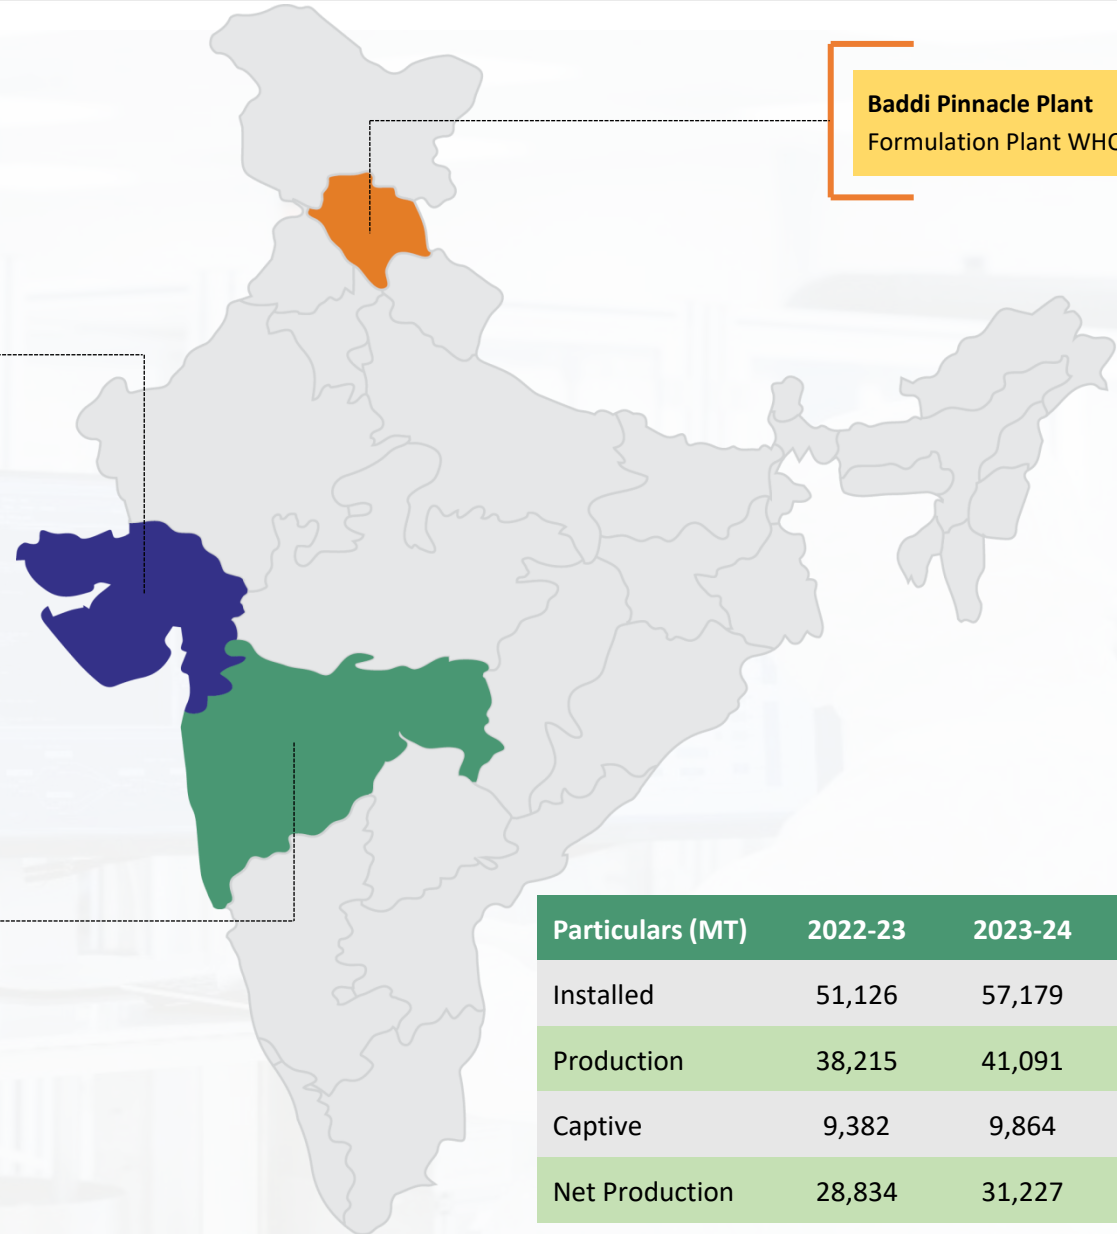 Baddi Pinnacle Plant
Formulation Plant WHO
Particulars (MT) 2022-23 2023-24
Installed 51,126 57,179
Production 38,215 41,091
Captive 9,382 9,864
Net Production 28,834 31,227